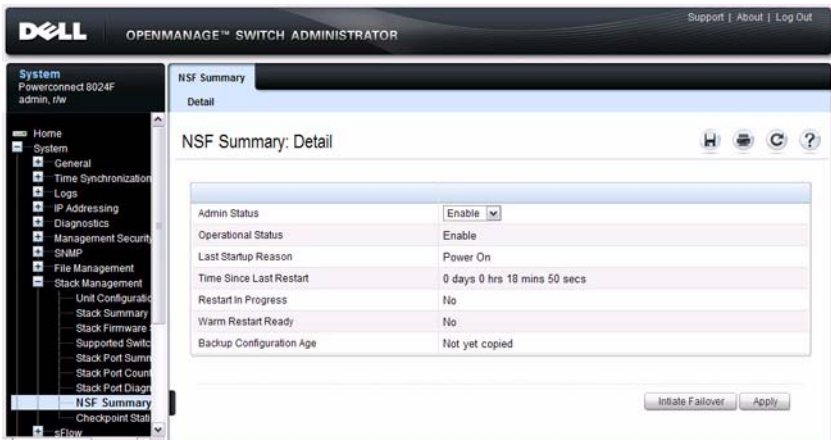 Support | About | Log Out
DELL OPENMANAGE™ SWITCH ADMINISTRATOR
System
Powerconnect 8024F
admin, r/w
Home
System
General
Time Synchronization
Logs
IP Addressing
Diagnostics
Management Security
SNMP
File Management
Stack Management
Unit Configuratio
Stack Summary
Stack Firmware
Supported Switc
Stack Port Summ
Stack Port Count
Stack Port Diagn
NSF Summary
Checkpoint Stati
sFlow
NSF Summary
Detail
NSF Summary: Detail
Admin Status Enable
Operational Status Enable
Last Startup Reason Power On
Time Since Last Restart 0 days 0 hrs 18 mins 50 secs
Restart In Progress No
Warm Restart Ready No
Backup Configuration Age Not yet copied
Intiate Failover Apply